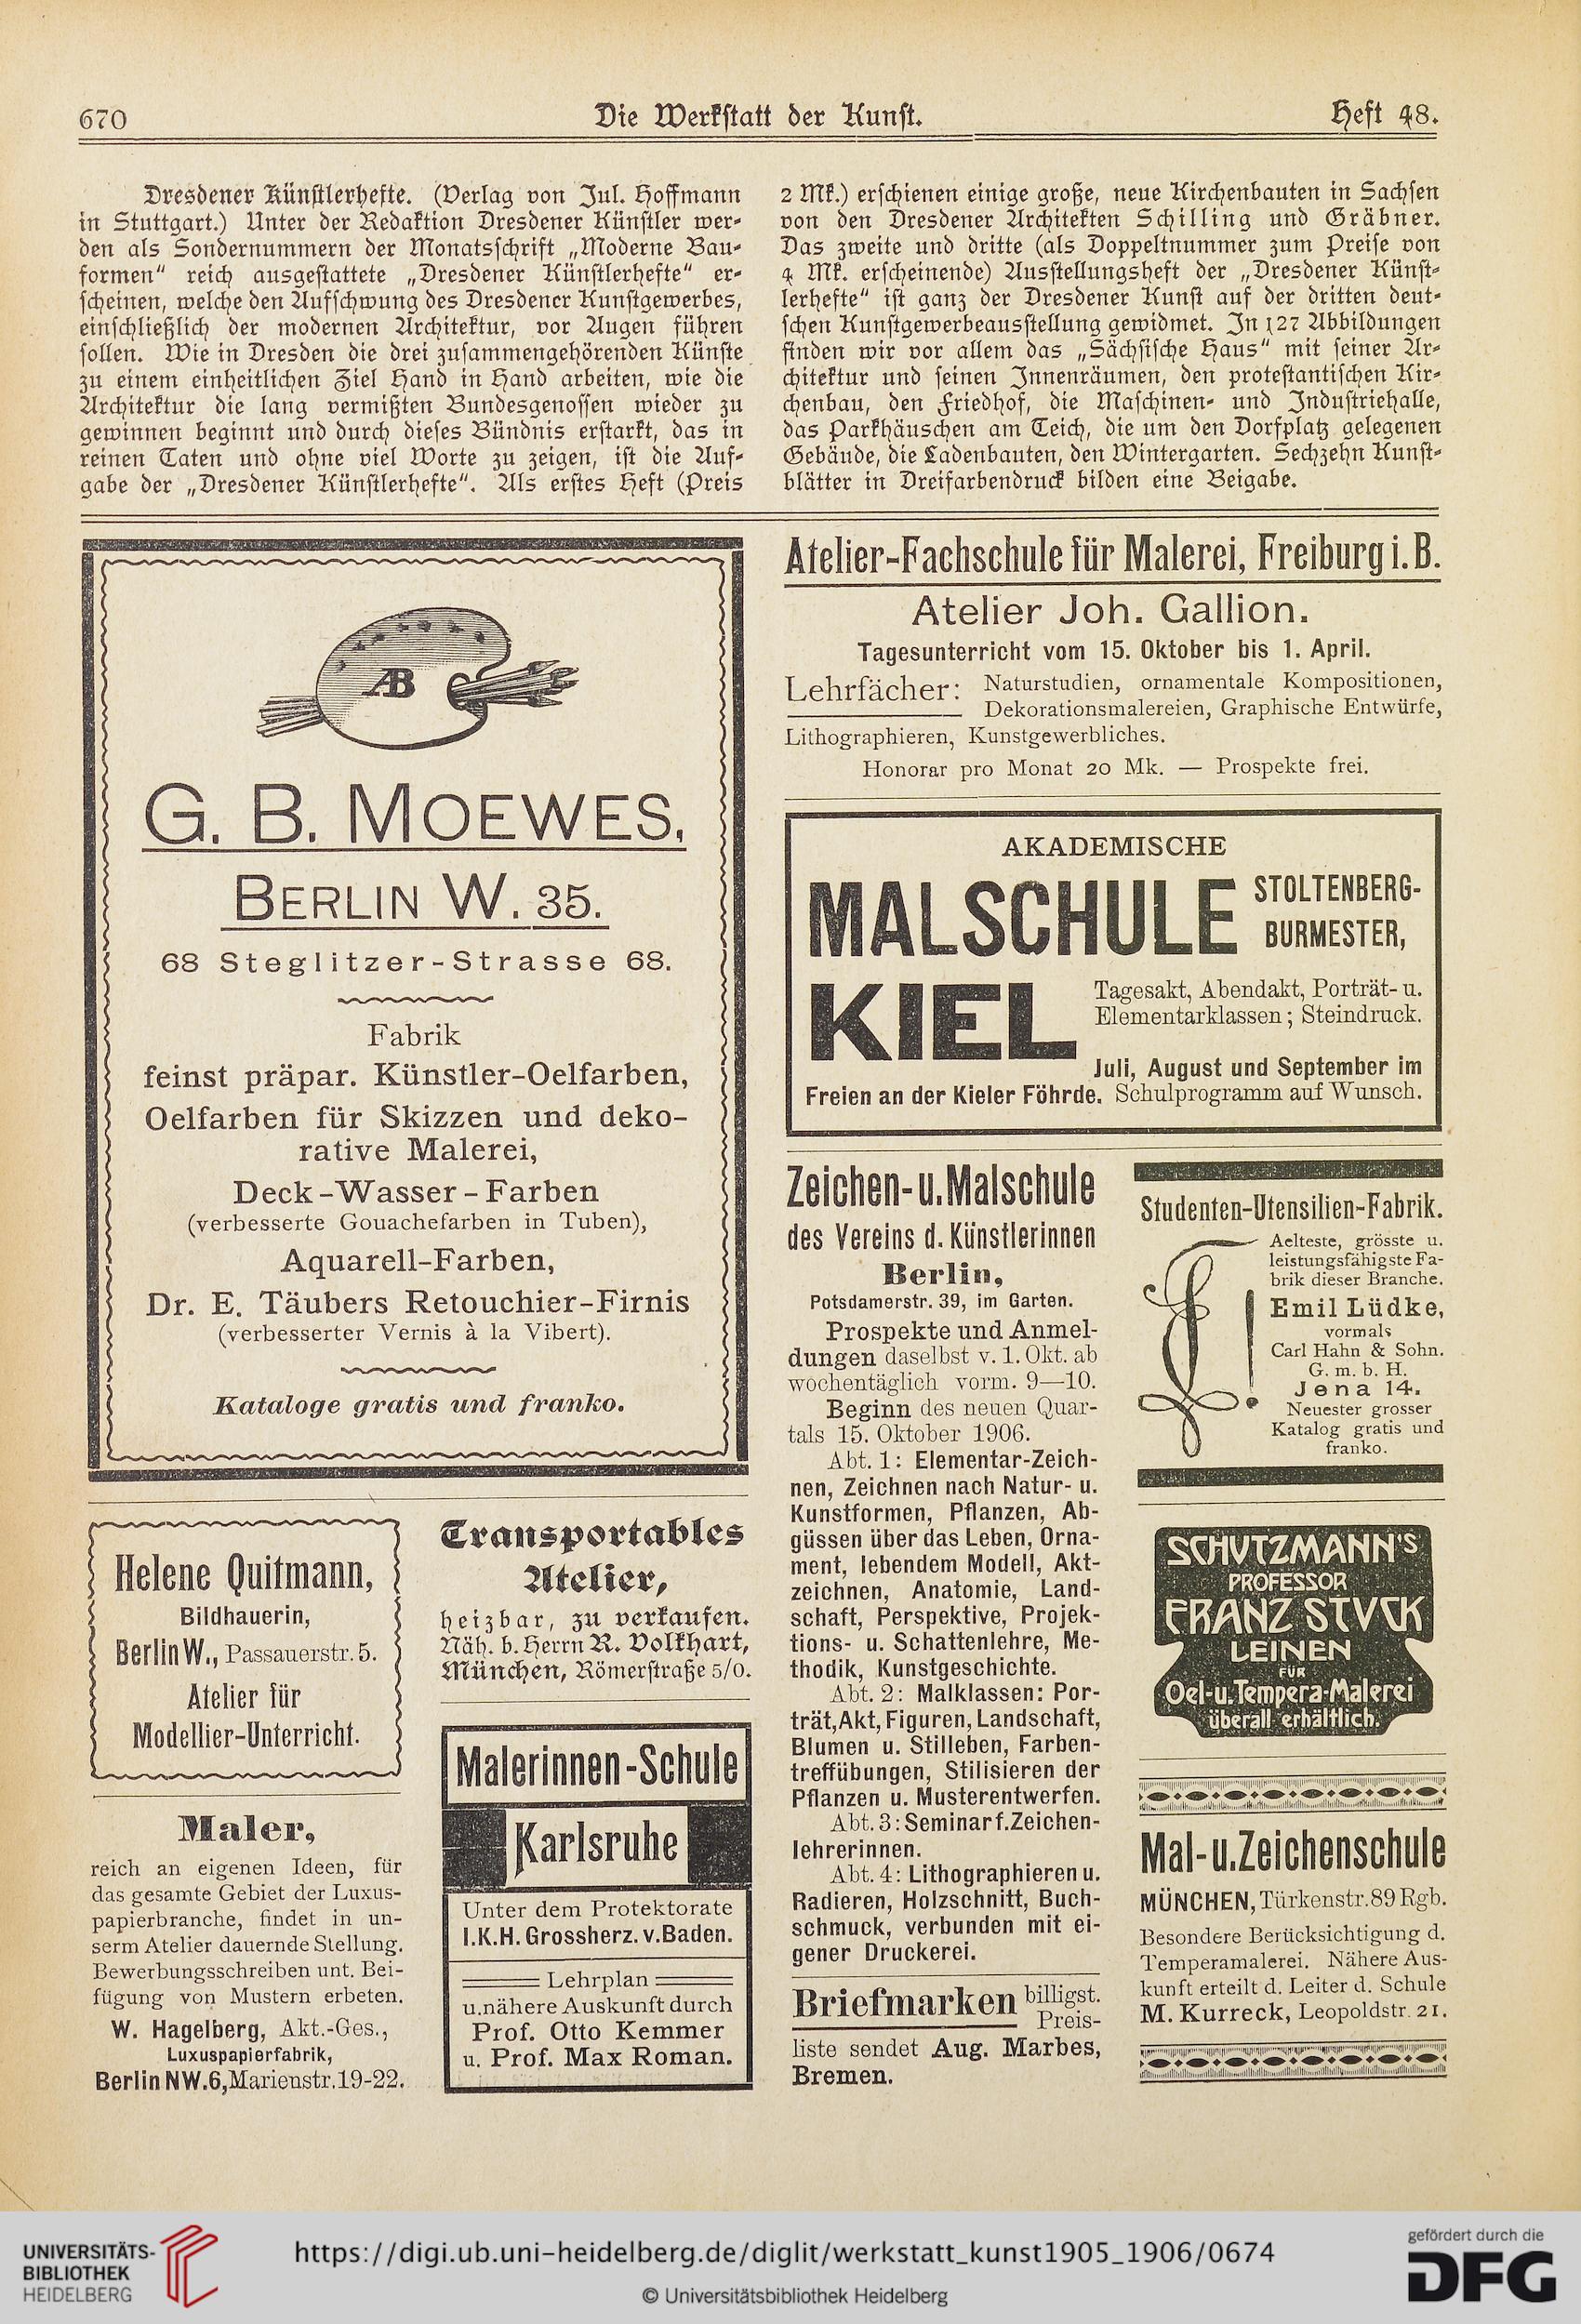 670
Die Werkstatt der Kunst.
Heft 48.
Dresdener Künstlerhefte. (Verlag von Jul. Hoffmann
in Stuttgart.) Unter der Redaktion Dresdener Künstler wer-
den als Sondernummern der Monatsschrift „Moderne Bau-
formen“ reich ausgestattete „Dresdener Künstlerhefte“ er-
scheinen, welche den Aufschwung des Dresdener Kunstgewerbes,
einschließlich der modernen Architektur, vor Augen führen
sollen. Wie in Dresden die drei zusammengehörenden Künste
zu einem einheitlichen Ziel Hand in Hand arbeiten, wie die
Architektur die lang vermißten Bundesgenossen wieder zu
gewinnen beginnt und durch dieses Bündnis erstarkt, das in
reinen Taten und ohne viel Worte zu zeigen, ist die Auf-
gabe der „Dresdener Künstlerhefte“. Als erstes Heft (Preis
2 Mk.) erschienen einige große, neue Kirchenbauten in Sachsen
von den Dresdener Architekten Schilling und Gräbner.
Das zweite und dritte (als Doppeltnummer zum Preise von
4 Mk. erscheinende) Ausstellungsheft der „Dresdener Künst-
lerhefte“ ist ganz der Dresdener Kunst auf der dritten deut-
schen Kunstgewerbeausstellung gewidmet. In 127 Abbildungen
finden wir vor allem das „Sächsische Haus“ mit seiner Ar-
chitektur und seinen Innenräumen, den protestantischen Kir-
chenbau, den Friedhof, die Maschinen- und Industriehalle,
das Parkhäuschen am Teich, die um den Dorfplatz gelegenen
Gebäude, die Ladenbauten, den Wintergarten. Sechzehn Kunst-
blätter in Dreifarbendruck bilden eine Beigabe.
AB
G. B. MOEWES,
BERLIN W. 35.
68 Steglitzer-Strasse 68.
Fabrik
feinst präpar. Künstler-Oelfarben,
Oelfarben für Skizzen und deko-
rative Malerei,
Deck-Wasser-Farben
(verbesserte Gouachefarben in Tuben),
Aquarell-Farben,
Dr. E. Täubers Retouchier-Firnis
(verbesserter Vernis à la Vibert).
Kataloge gratis und franko.
Helene Quitmann,
Bildhauerin,
Berlin W., Passauerstr. 5.
Atelier für
Modellier-Unterricht.
Maler,
reich an eigenen Ideen, für
das gesamte Gebiet der Luxus-
papierbranche, findet in un-
serm Atelier dauernde Stellung.
Bewerbungsschreiben unt. Bei-
fügung von Mustern erbeten.
W. Hagelberg, Akt.-Ges.,
Luxuspapierfabrik,
Berlin NW.6, Marienstr. 19-22.
Transportables
Atelier,
heizbar, zu verkaufen.
Näh. b. Herrn R. Volkhart,
München, Römerstraße 5/0.
Malerinnen-Schule
Karlsruhe
Unter dem Protektorate
I.K.H. Grossherz. v. Baden.
Lehrplan
u. nähere Auskunft durch
Prof. Otto Kemmer
u. Prof. Max Roman.
Atelier-Fachschule für Malerei, Freiburg i. B.
Atelier Joh. Gallion.
Tagesunterricht vom 15. Oktober bis 1. April.
Lehrfächer: Naturstudien, ornamentale Kompositionen,
Dekorationsmalereien, Graphische Entwürfe,
Lithographieren, Kunstgewerbliches.
Honorar pro Monat 20 Mk. — Prospekte frei.
AKADEMISCHE
MALSCHULE STOLTENBERG-
BURMESTER,
KIEL
Tagesakt, Abendakt, Porträt- u.
Elementarklassen; Steindruck.
Juli, August und September im
Freien an der Kieler Föhrde. Schulprogramm auf Wunsch.
Zeichen- u. Malschule
des Vereins d. Künstlerinnen
Berlin,
Potsdamerstr. 39, im Garten.
Prospekte und Anmel-
dungen daselbst v. 1. Okt. ab
wochentäglich vorm. 9—10.
Beginn des neuen Quar-
tals 15. Oktober 1906.
Abt. 1: Elementar-Zeich-
nen, Zeichnen nach Natur- u.
Kunstformen, Pflanzen, Ab-
güssen über das Leben, Orna-
ment, lebendem Modell, Akt-
zeichnen, Anatomie, Land-
schaft, Perspektive, Projek-
tions- u. Schattenlehre, Me-
thodik, Kunstgeschichte.
Abt. 2: Malklassen: Por-
trät, Akt, Figuren, Landschaft,
Blumen u. Stilleben, Farben-
treffübungen, Stilisieren der
Pflanzen u. Musterentwerfen.
Abt. 3: Seminar f. Zeichen-
lehrerinnen.
Abt. 4: Lithographieren u.
Radieren, Holzschnitt, Buch-
schmuck, verbunden mit ei-
gener Druckerei.
Briefmarken billigst.
Preis-
liste sendet Aug. Marbes,
Bremen.
Studenten-Utensilien-Fabrik.
Aelteste, grösste u.
leistungsfähigste Fa-
brik dieser Branche.
Emil Lüdke,
vormals
Carl Hahn & Sohn.
G. m. b. H.
Jena 14.
Neuester grosser
Katalog gratis und
franko.
SCHUTZMANN'S
PROFESSOR
FRANZ STVCK
LEINEN
FÜR
Oel-u. Tempera-Malerei
überall erhältlich.
Mal- u. Zeichenschule
MÜNCHEN, Türkenstr. 89 Rgb.
Besondere Berücksichtigung d.
Temperamalerei. Nähere Aus-
kunft erteilt d. Leiter d. Schule
M. Kurreck, Leopoldstr. 21.
UNIVERSITÄTS-
BIBLIOTHEK
HEIDELBERG
https://digi.ub.uni-heidelberg.de/diglit/werkstatt_kunst1905_1906/0674
© Universitätsbibliothek Heidelberg
gefördert durch die
DFG